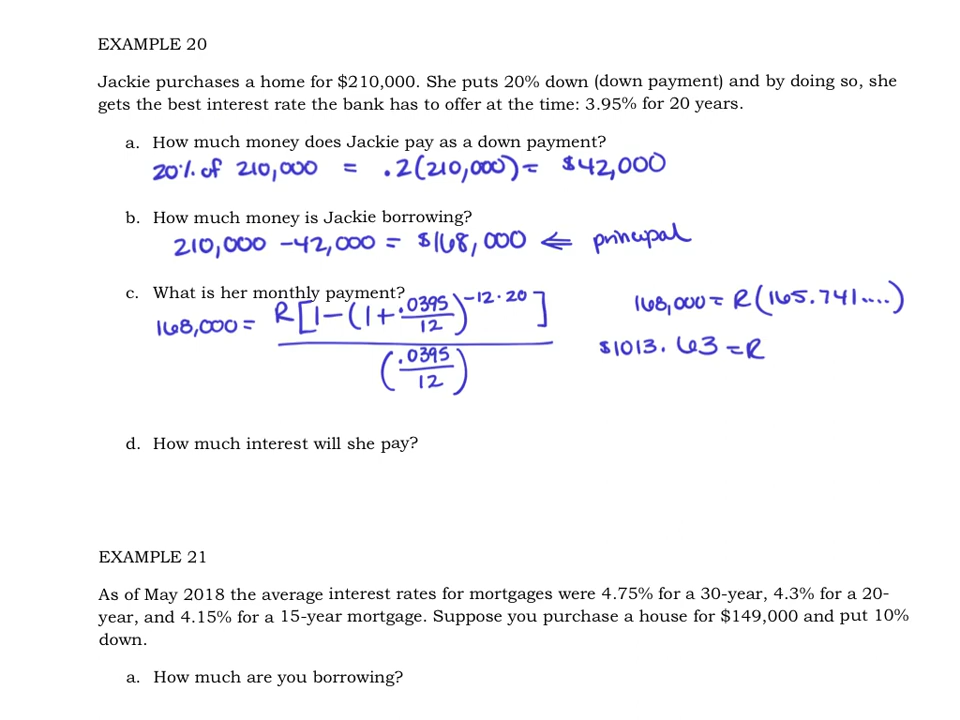 EXAMPLE 20
Jackie purchases a home for $210,000. She puts 20% down (down payment) and by doing so, she
gets the best interest rate the bank has to offer at the time: 3.95% for 20 years.
a. How much money does Jackie pay as a down payment?
20% of 210,000 = .2(210,000) = $42,000
b. How much money is Jackie borrowing?
210,000 - 42,000 = $168,000 ⇐ principal
c. What is her monthly payment?
168,000 = R[1-(1+.0395/12)^-12·20] / (.0395/12)
168,000 = R(165.741....)
$1013.63 = R
d. How much interest will she pay?
EXAMPLE 21
As of May 2018 the average interest rates for mortgages were 4.75% for a 30-year, 4.3% for a 20-
year, and 4.15% for a 15-year mortgage. Suppose you purchase a house for $149,000 and put 10%
down.
a. How much are you borrowing?